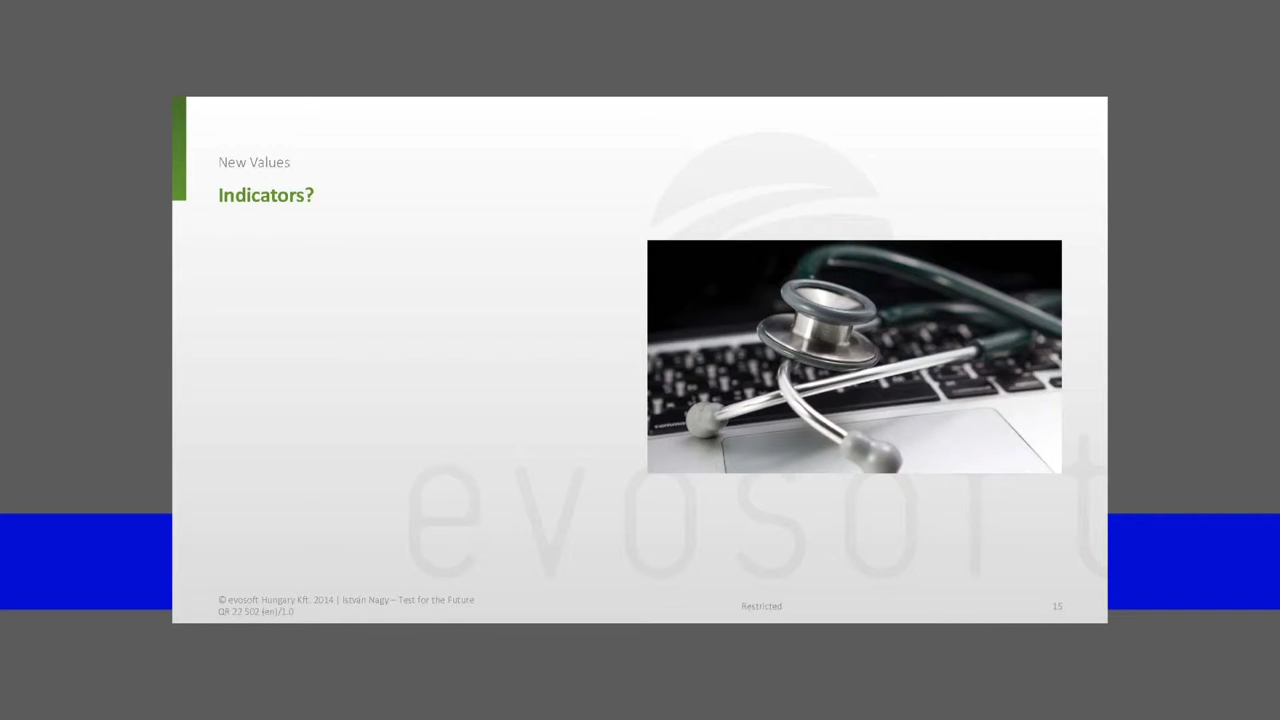 New Values
Indicators?
evosoft
© evosoft Hungary Kft. 2014 | István Nagy – Test for the Future
QR 22 502 (en)/1.0
Restricted
15